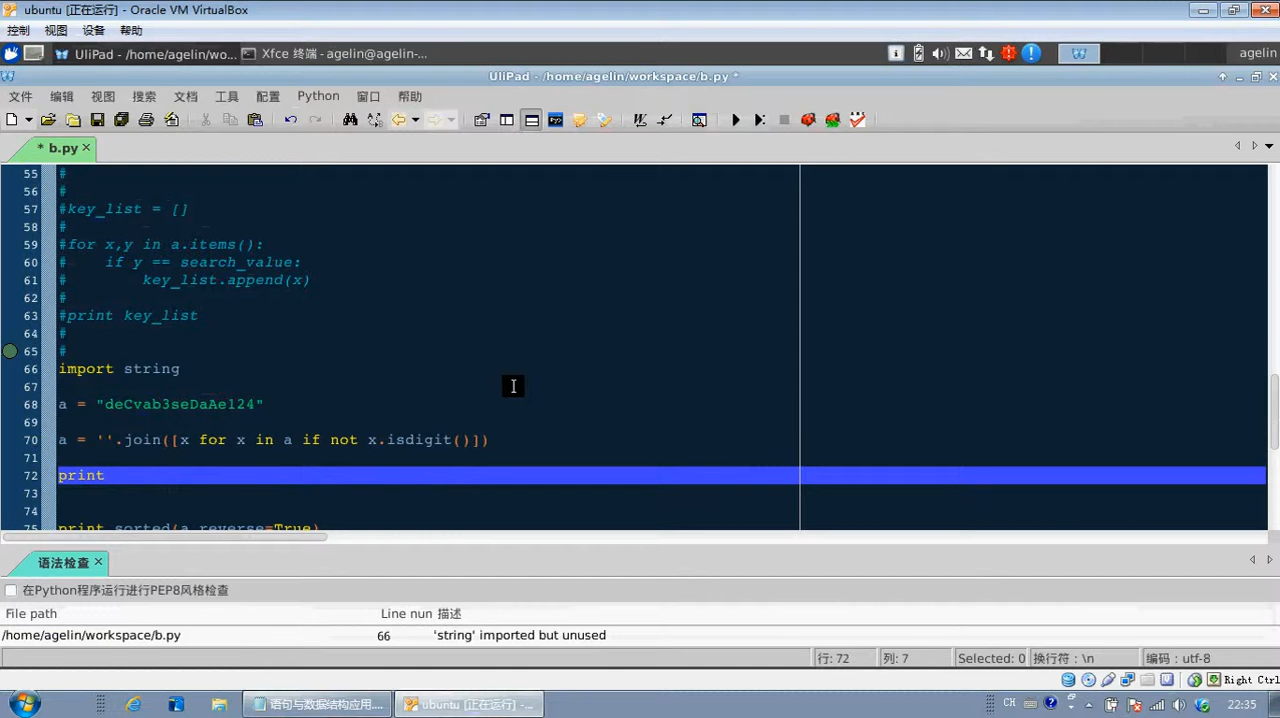 ubuntu [正在运行] - Oracle VM VirtualBox
控制 视图 设备 帮助
UliPad - /home/agelin/wo... Xfce 终端 - agelin@agelin-... agelin
UliPad - /home/agelin/workspace/b.py *
文件 编辑 视图 搜索 文档 工具 配置 Python 窗口 帮助
* b.py
55 #
56 #
57 #key_list = []
58 #
59 #for x,y in a.items():
60 #    if y == search_value:
61 #        key_list.append(x)
62 #
63 #print key_list
64 #
65 #
66 import string
67
68 a = "deCvab3seDaAe124"
69
70 a = ''.join([x for x in a if not x.isdigit()])
71
72 print
73
74
75 print sorted(a,reverse=True)
语法检查
在Python程序运行进行PEP8风格检查
File path Line nun 描述
/home/agelin/workspace/b.py 66 'string' imported but unused
行: 72 列: 7 Selected: 0 换行符：\n 编码：utf-8
Right Ctrl
语句与数据结构应用... ubuntu [正在运行] -... CH 22:35